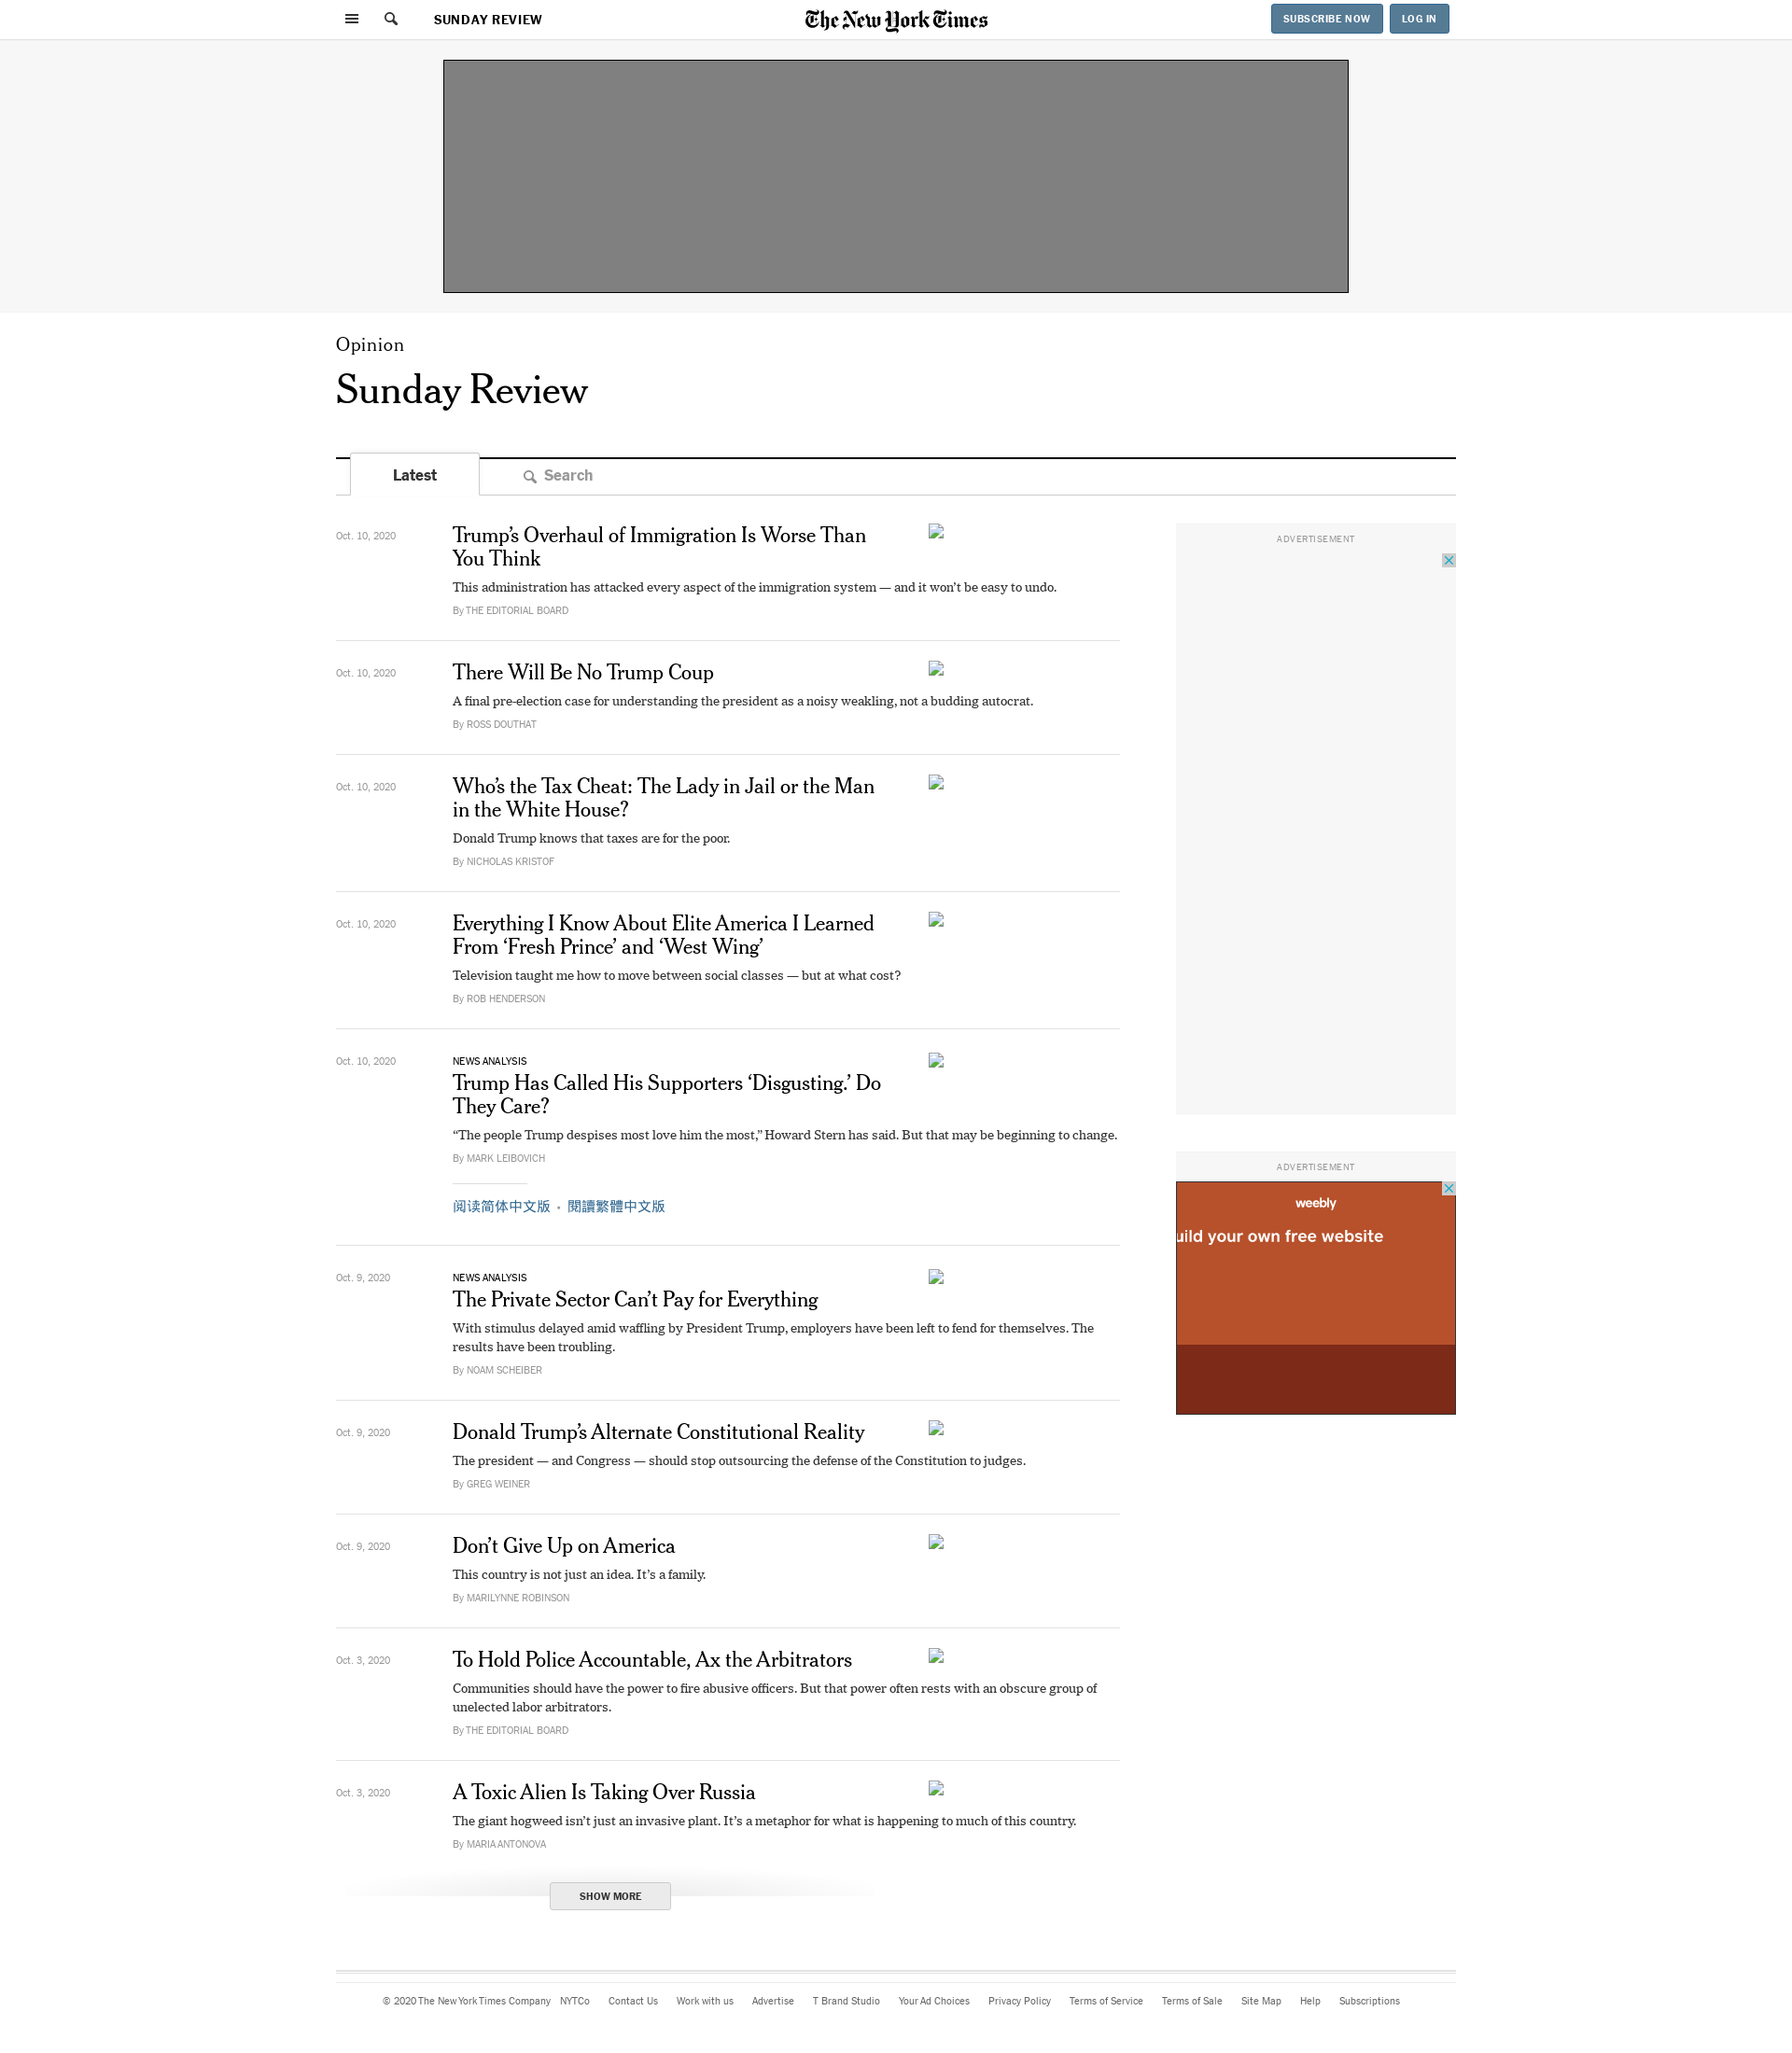 SUNDAY REVIEW
The New York Times
SUBSCRIBE NOW
LOG IN
Opinion
Sunday Review
Latest
Search
Oct. 10, 2020
Trump’s Overhaul of Immigration Is Worse Than
You Think
This administration has attacked every aspect of the immigration system — and it won’t be easy to undo.
By THE EDITORIAL BOARD
Oct. 10, 2020
There Will Be No Trump Coup
A final pre-election case for understanding the president as a noisy weakling, not a budding autocrat.
By ROSS DOUTHAT
Oct. 10, 2020
Who’s the Tax Cheat: The Lady in Jail or the Man
in the White House?
Donald Trump knows that taxes are for the poor.
By NICHOLAS KRISTOF
Oct. 10, 2020
Everything I Know About Elite America I Learned
From ‘Fresh Prince’ and ‘West Wing’
Television taught me how to move between social classes — but at what cost?
By ROB HENDERSON
Oct. 10, 2020
NEWS ANALYSIS
Trump Has Called His Supporters ‘Disgusting.’ Do
They Care?
“The people Trump despises most love him the most,” Howard Stern has said. But that may be beginning to change.
By MARK LEIBOVICH
阅读简体中文版 • 閱讀繁體中文版
Oct. 9, 2020
NEWS ANALYSIS
The Private Sector Can’t Pay for Everything
With stimulus delayed amid waffling by President Trump, employers have been left to fend for themselves. The
results have been troubling.
By NOAM SCHEIBER
Oct. 9, 2020
Donald Trump’s Alternate Constitutional Reality
The president — and Congress — should stop outsourcing the defense of the Constitution to judges.
By GREG WEINER
Oct. 9, 2020
Don’t Give Up on America
This country is not just an idea. It’s a family.
By MARILYNNE ROBINSON
Oct. 3, 2020
To Hold Police Accountable, Ax the Arbitrators
Communities should have the power to fire abusive officers. But that power often rests with an obscure group of
unelected labor arbitrators.
By THE EDITORIAL BOARD
Oct. 3, 2020
A Toxic Alien Is Taking Over Russia
The giant hogweed isn’t just an invasive plant. It’s a metaphor for what is happening to much of this country.
By MARIA ANTONOVA
SHOW MORE
ADVERTISEMENT
ADVERTISEMENT
weebly
uild your own free website
© 2020 The New York Times Company NYTCo Contact Us Work with us Advertise T Brand Studio Your Ad Choices Privacy Policy Terms of Service Terms of Sale Site Map Help Subscriptions